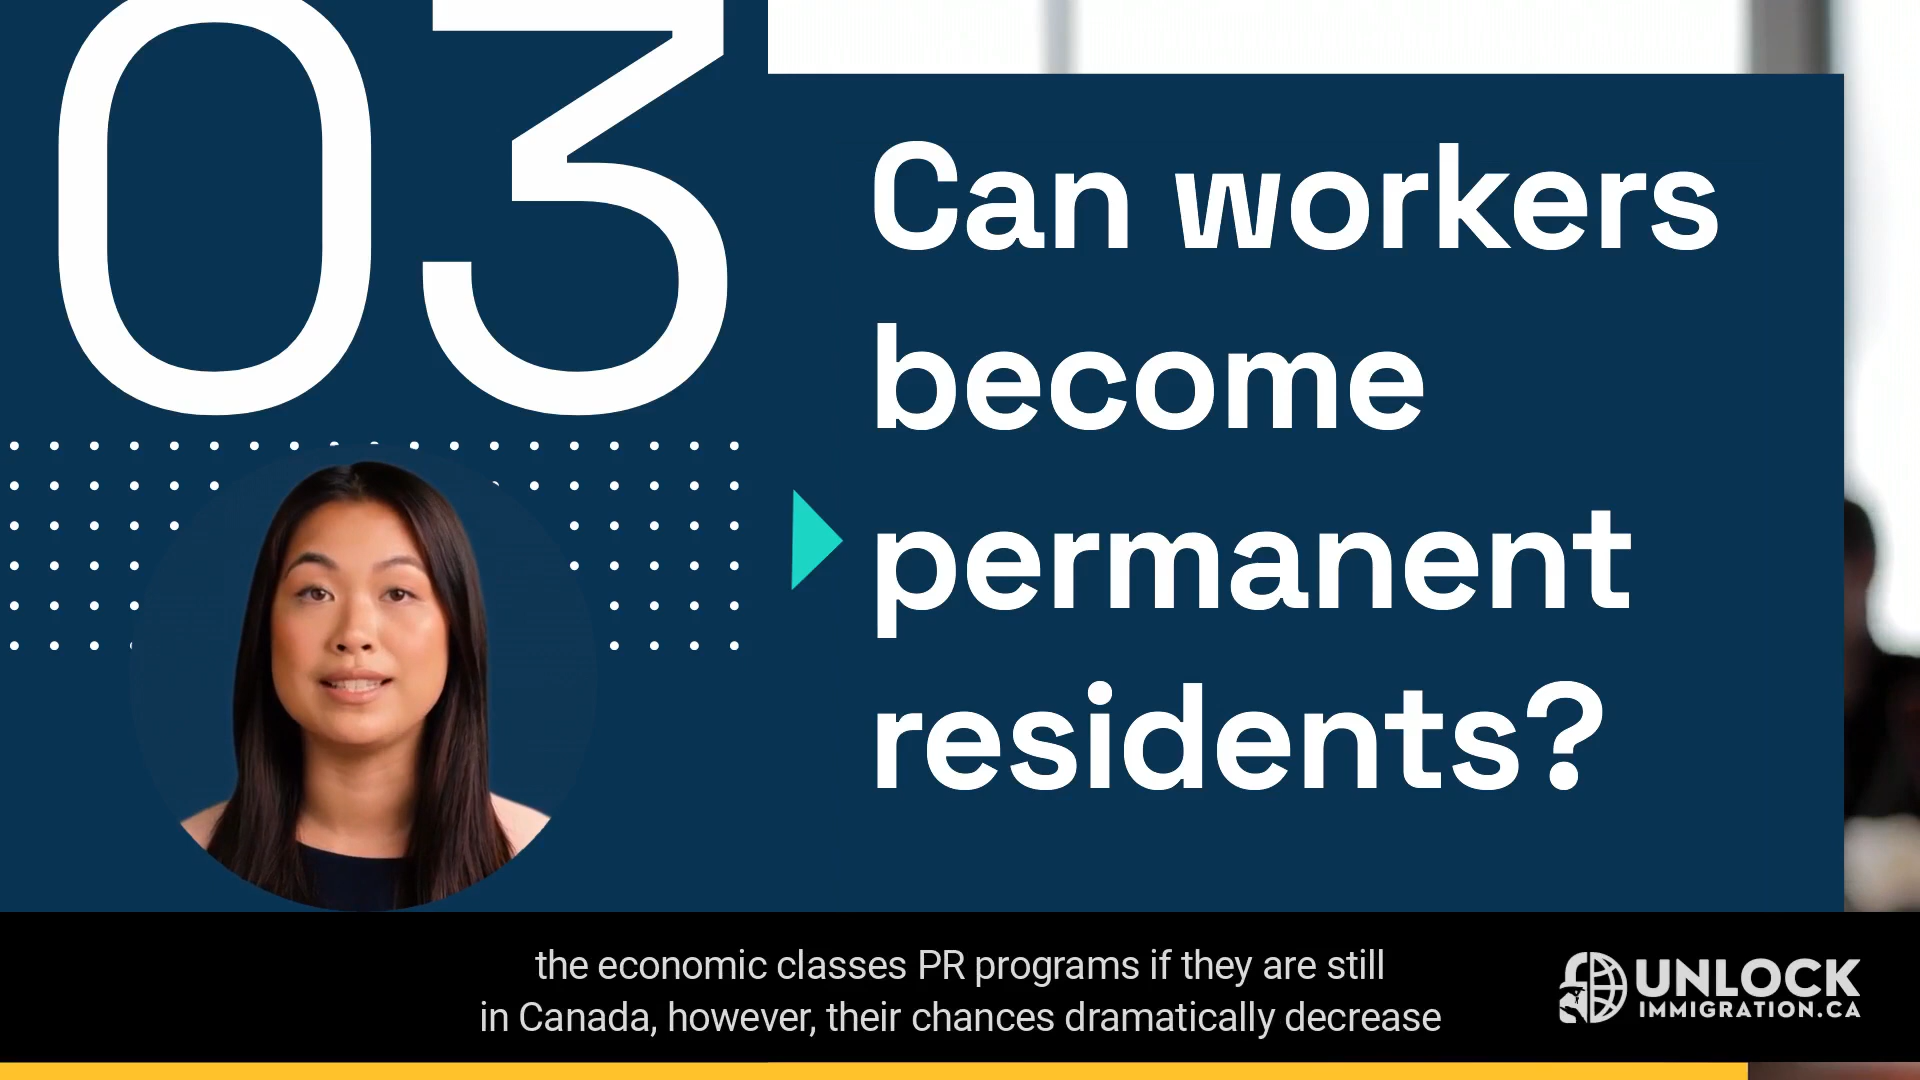 03
Can workers
become
permanent
residents?
the economic classes PR programs if they are still
in Canada, however, their chances dramatically decrease
UNLOCK
IMMIGRATION.CA